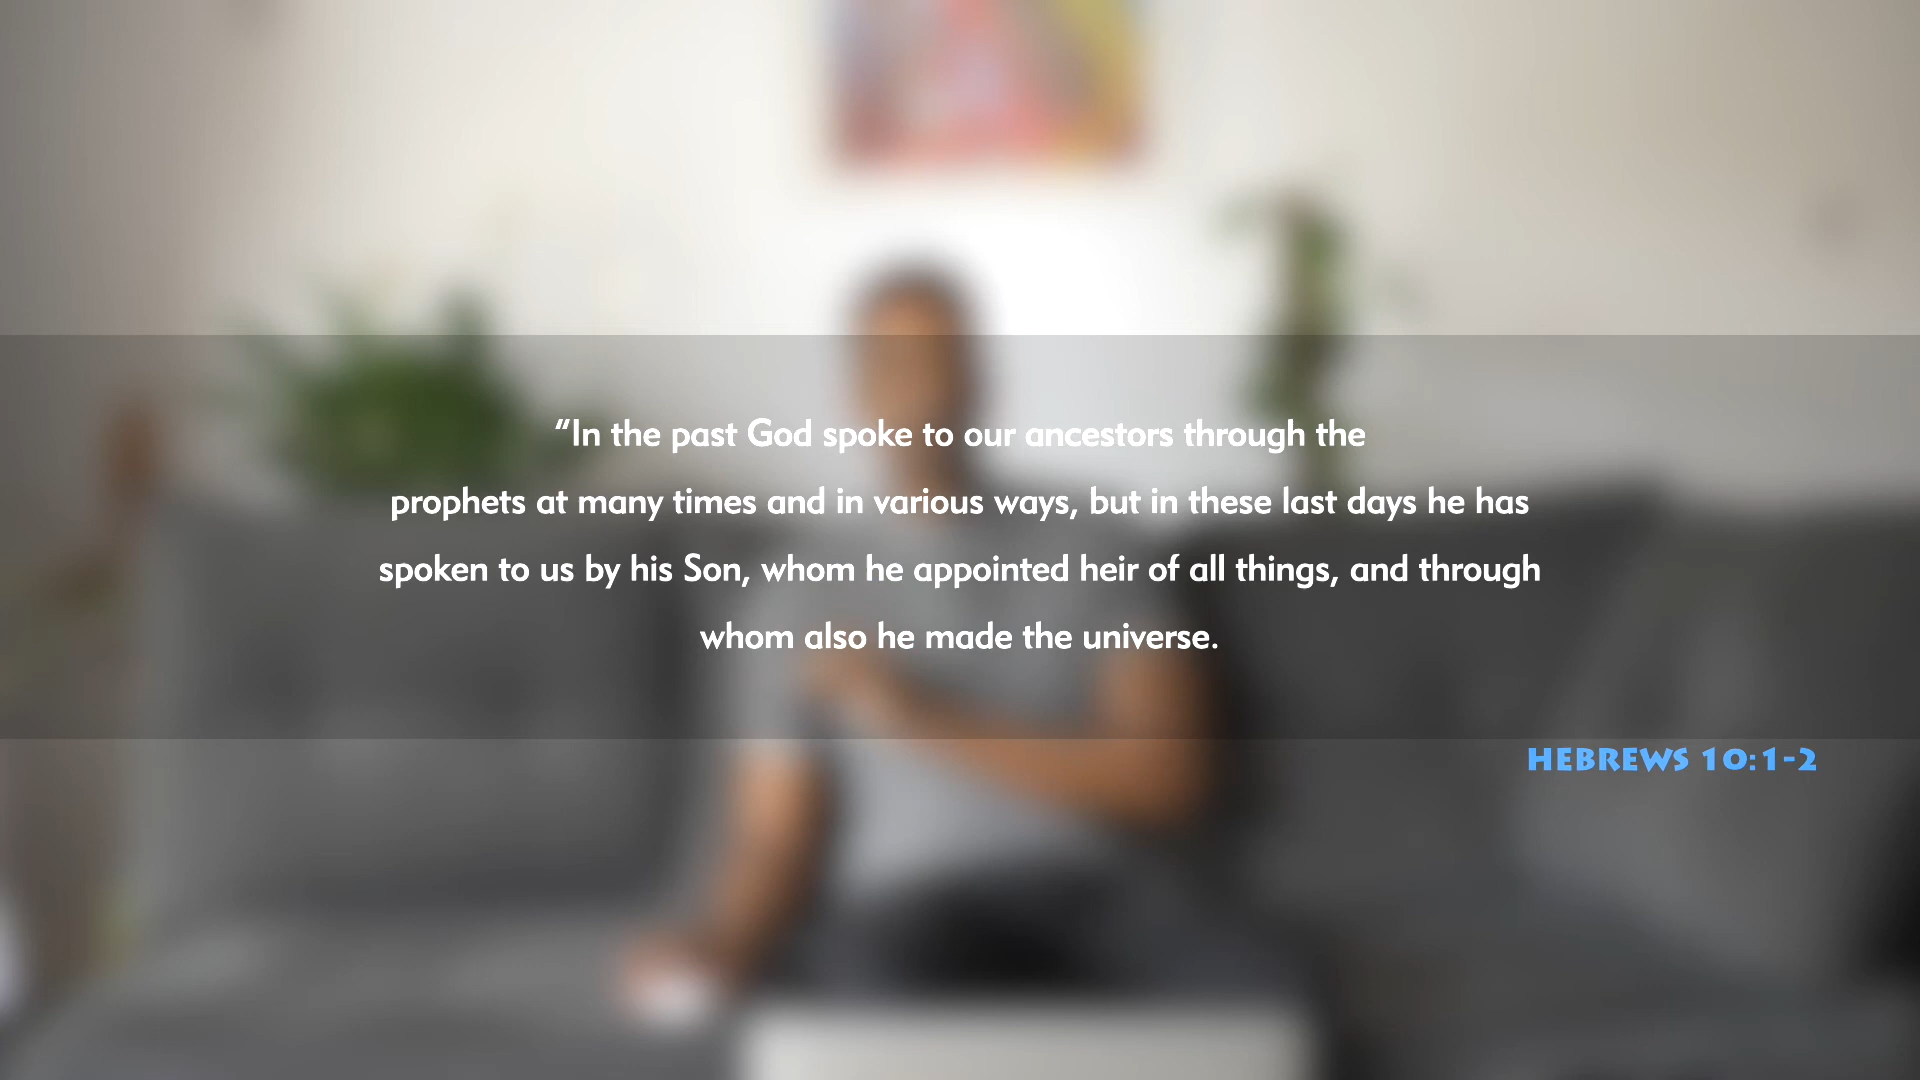 “In the past God spoke to our ancestors through the
prophets at many times and in various ways, but in these last days he has
spoken to us by his Son, whom he appointed heir of all things, and through
whom also he made the universe.
HEBREWS 10:1-2